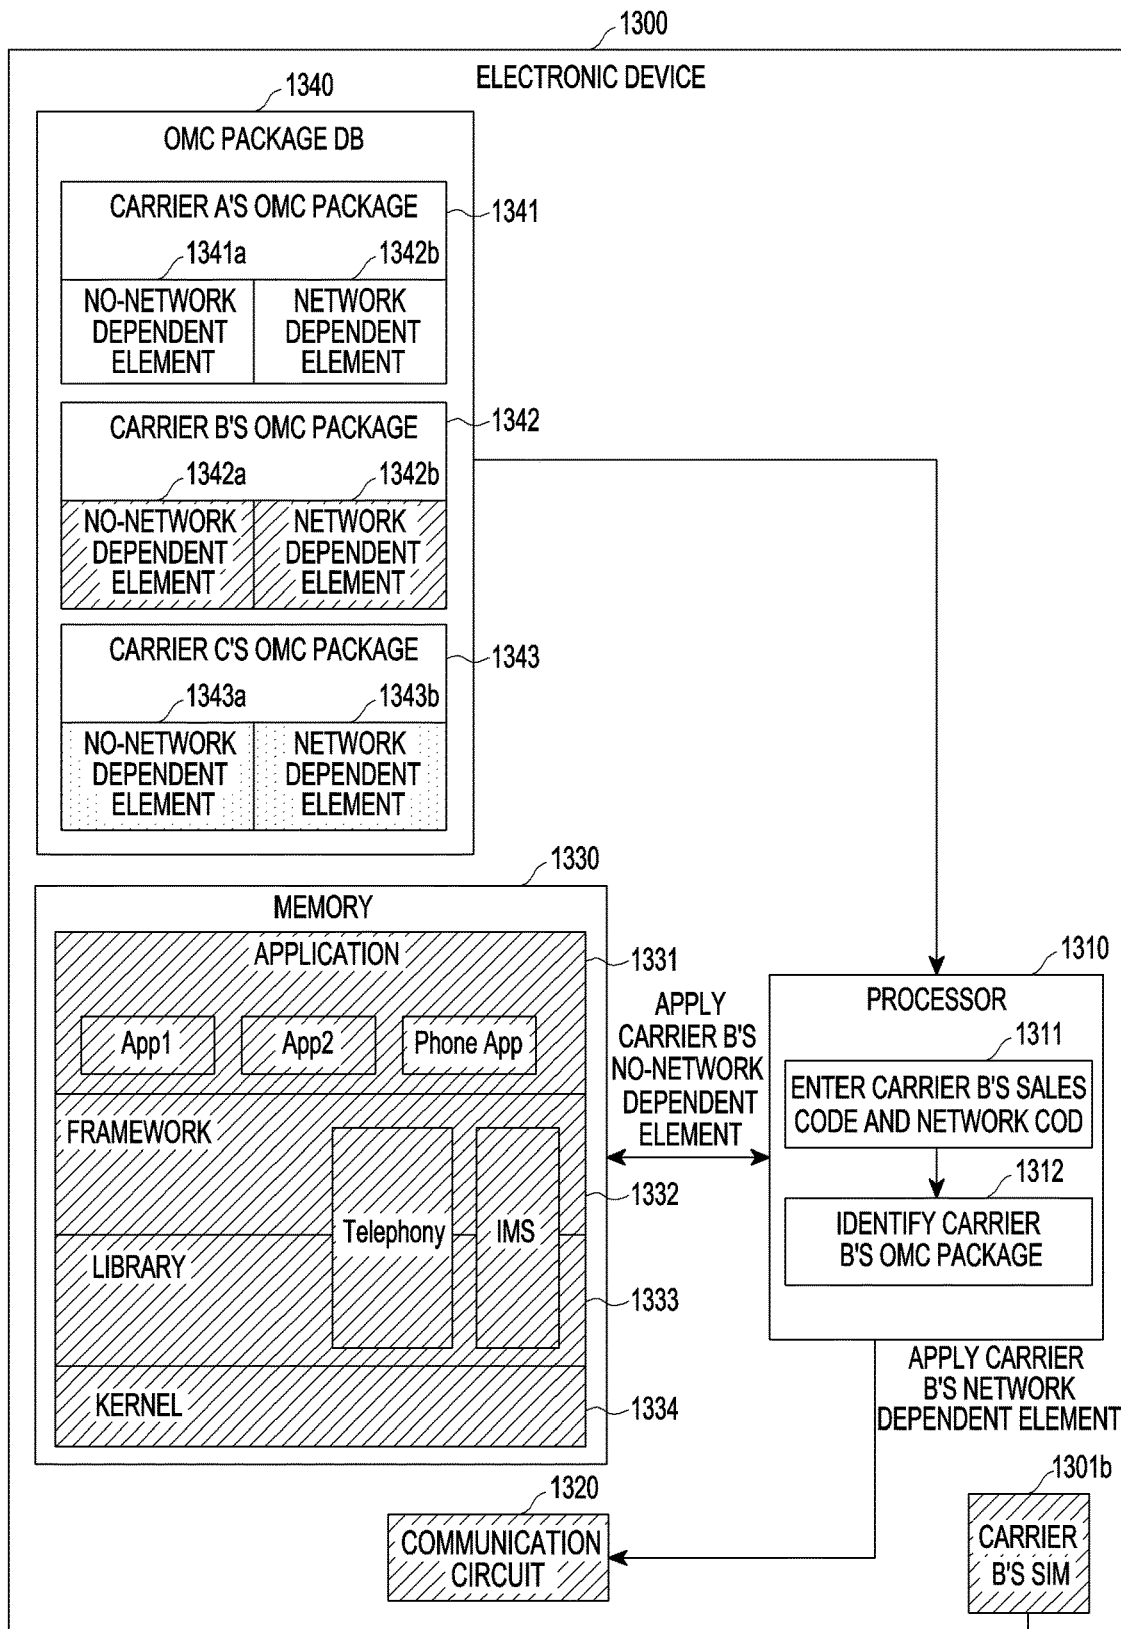 1300
ELECTRONIC DEVICE
1340
OMC PACKAGE DB
CARRIER A'S OMC PACKAGE
1341
1341a
1342b
NO-NETWORK
DEPENDENT
ELEMENT
NETWORK
DEPENDENT
ELEMENT
CARRIER B'S OMC PACKAGE
1342
1342a
1342b
NO-NETWORK
DEPENDENT
ELEMENT
NETWORK
DEPENDENT
ELEMENT
CARRIER C'S OMC PACKAGE
1343
1343a
1343b
NO-NETWORK
DEPENDENT
ELEMENT
NETWORK
DEPENDENT
ELEMENT
1330
MEMORY
APPLICATION
1331
App1
App2
Phone App
FRAMEWORK
1332
Telephony
IMS
LIBRARY
1333
KERNEL
1334
APPLY
CARRIER B'S
NO-NETWORK
DEPENDENT
ELEMENT
1310
PROCESSOR
1311
ENTER CARRIER B'S SALES
CODE AND NETWORK COD
1312
IDENTIFY CARRIER
B'S OMC PACKAGE
APPLY CARRIER
B'S NETWORK
DEPENDENT ELEMENT
1320
COMMUNICATION
CIRCUIT
1301b
CARRIER
B'S SIM